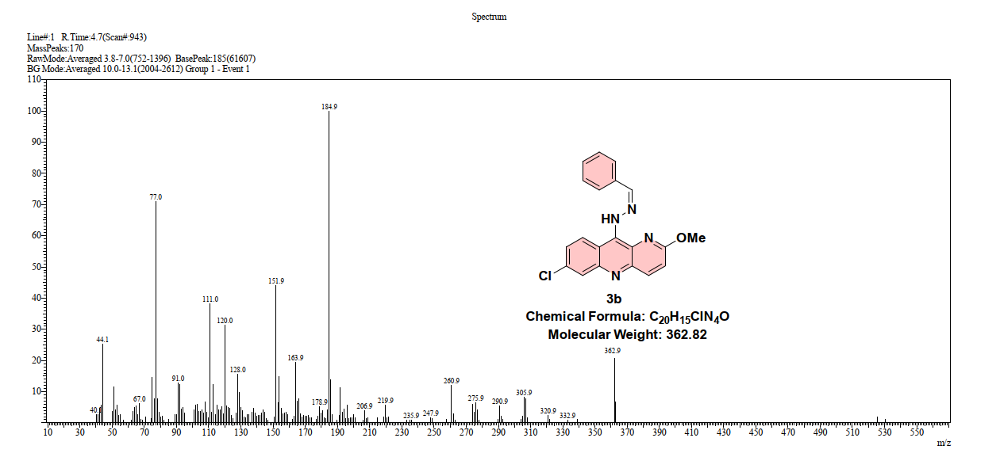 Spectrum
Line#:1 R.Time:4.7(Scan#:943)
MassPeaks:170
RawMode:Averaged 3.8-7.0(752-1396) BasePeak:185(61607)
BG Mode:Averaged 10.0-13.1(2004-2612) Group 1 - Event 1
110
100
184.9
90
80
77.0
70
60
N
HN
N
OMe
50
Cl
N
151.9
40
111.0
3b
120.0
Chemical Formula: C20H15ClN4O
30
44.1
Molecular Weight: 362.82
20
163.9
362.9
128.0
91.0
260.9
10
67.0
178.9
206.9
219.9
235.9
247.9
275.9
290.9
305.9
320.9
332.9
10 30 50 70 90 110 130 150 170 190 210 230 250 270 290 310 330 350 370 390 410 430 450 470 490 510 530 550
m/z